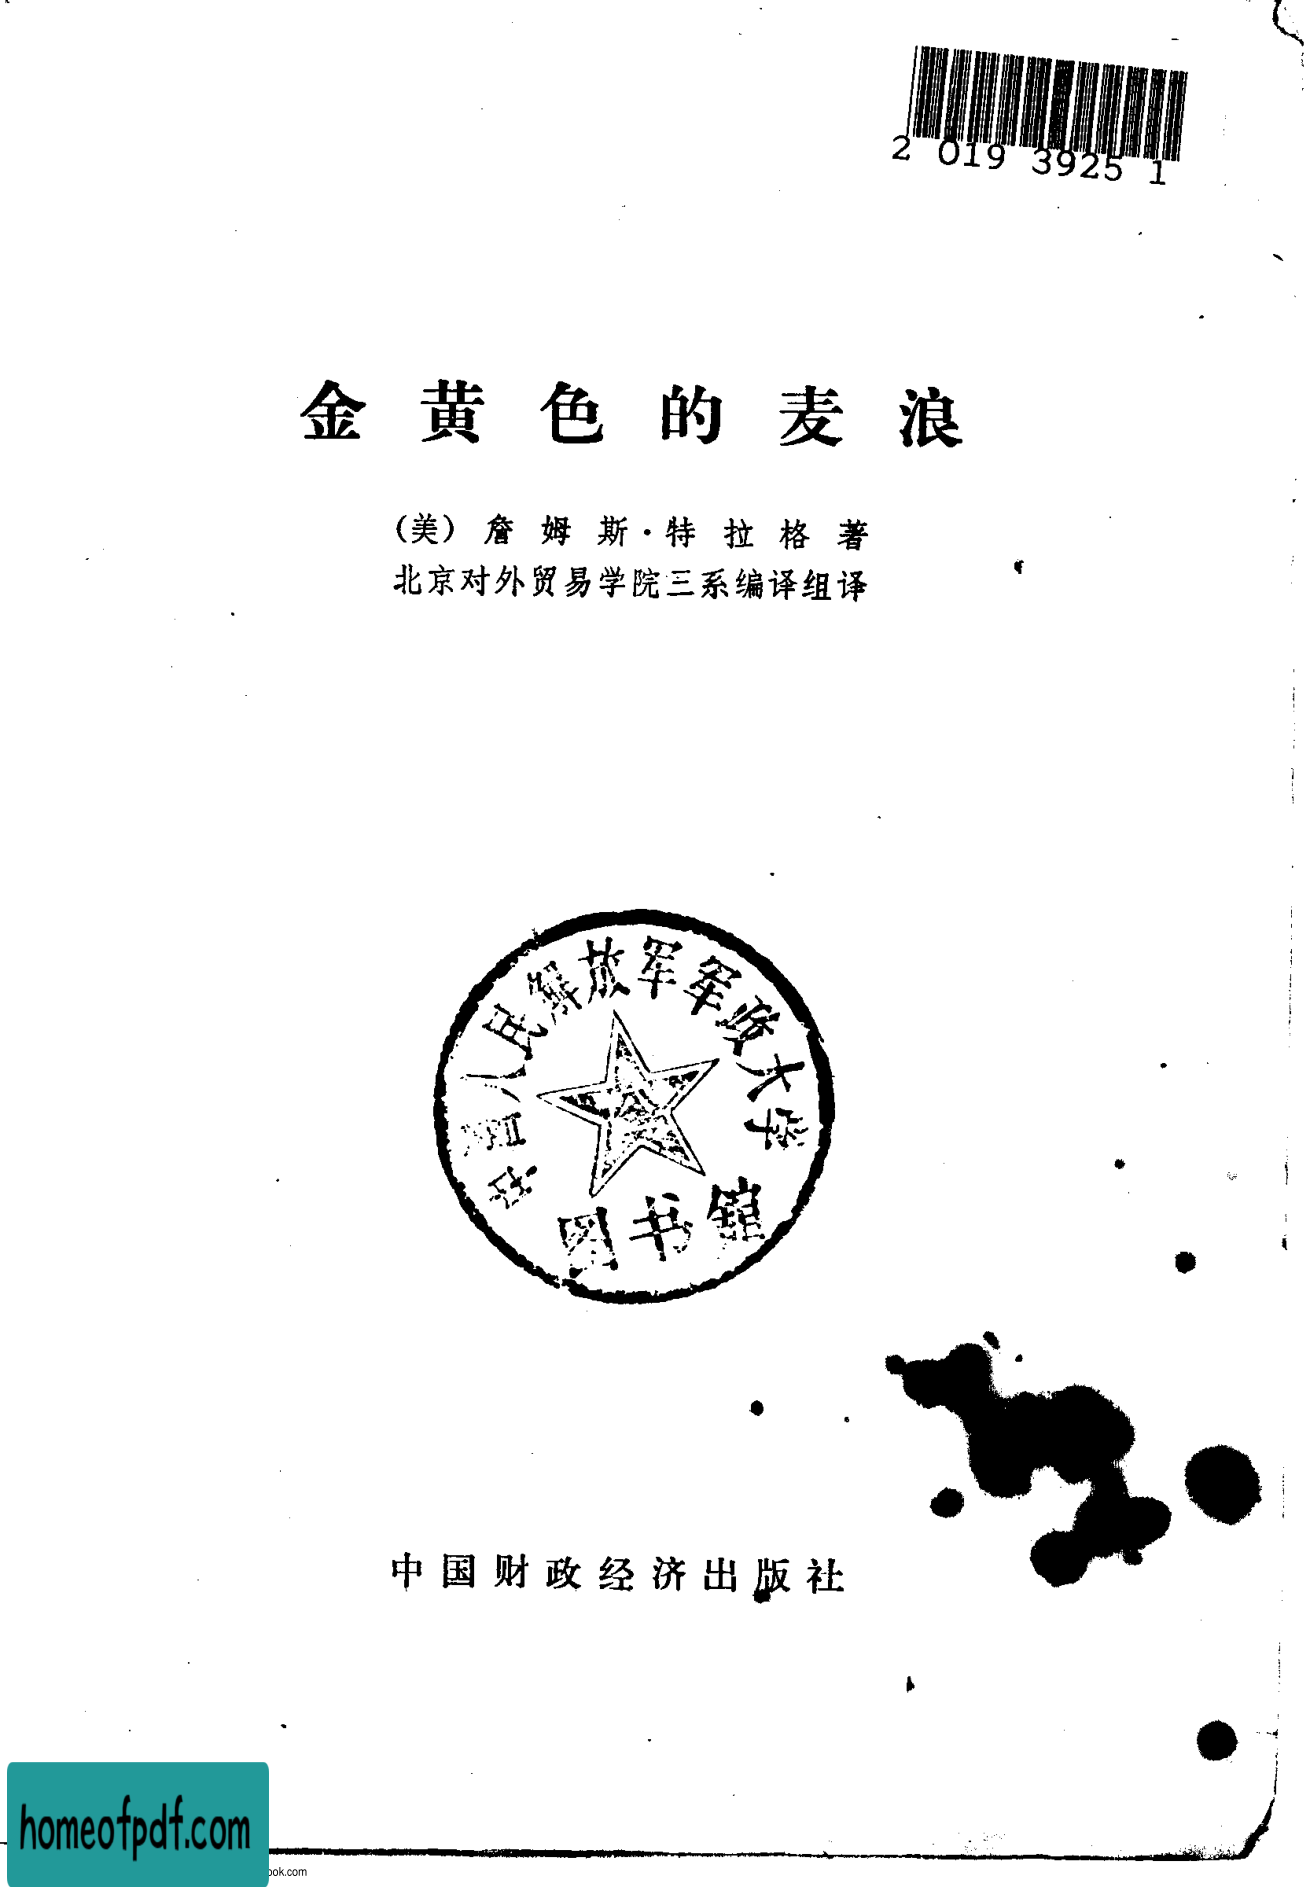 2 019 3925 1
金黄色的麦浪
(美) 詹姆斯·特拉格 著
北京对外贸易学院三系编译组译
中国人民解放军军政大学
图书馆
中国财政经济出版社
homeofpdf.com
ook.com